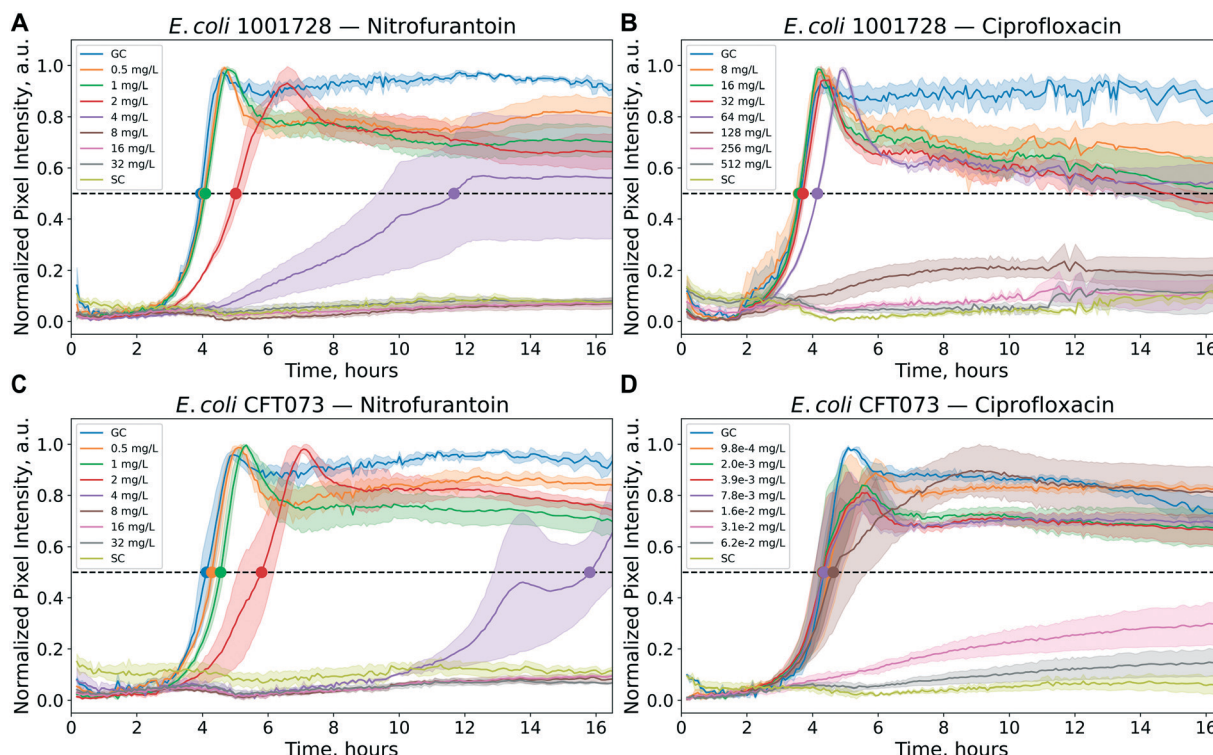 A
E. coli 1001728 — Nitrofurantoin
Normalized Pixel Intensity, a.u.
1.0
0.8
0.6
0.4
0.2
0.0
GC
0.5 mg/L
1 mg/L
2 mg/L
4 mg/L
8 mg/L
16 mg/L
32 mg/L
SC
0 2 4 6 8 10 12 14 16
Time, hours
B
E. coli 1001728 — Ciprofloxacin
Normalized Pixel Intensity, a.u.
1.0
0.8
0.6
0.4
0.2
0.0
GC
8 mg/L
16 mg/L
32 mg/L
64 mg/L
128 mg/L
256 mg/L
512 mg/L
SC
0 2 4 6 8 10 12 14 16
Time, hours
C
E. coli CFT073 — Nitrofurantoin
Normalized Pixel Intensity, a.u.
1.0
0.8
0.6
0.4
0.2
0.0
GC
0.5 mg/L
1 mg/L
2 mg/L
4 mg/L
8 mg/L
16 mg/L
32 mg/L
SC
0 2 4 6 8 10 12 14 16
Time, hours
D
E. coli CFT073 — Ciprofloxacin
Normalized Pixel Intensity, a.u.
1.0
0.8
0.6
0.4
0.2
0.0
GC
9.8e-4 mg/L
2.0e-3 mg/L
3.9e-3 mg/L
7.8e-3 mg/L
1.6e-2 mg/L
3.1e-2 mg/L
6.2e-2 mg/L
SC
0 2 4 6 8 10 12 14 16
Time, hours